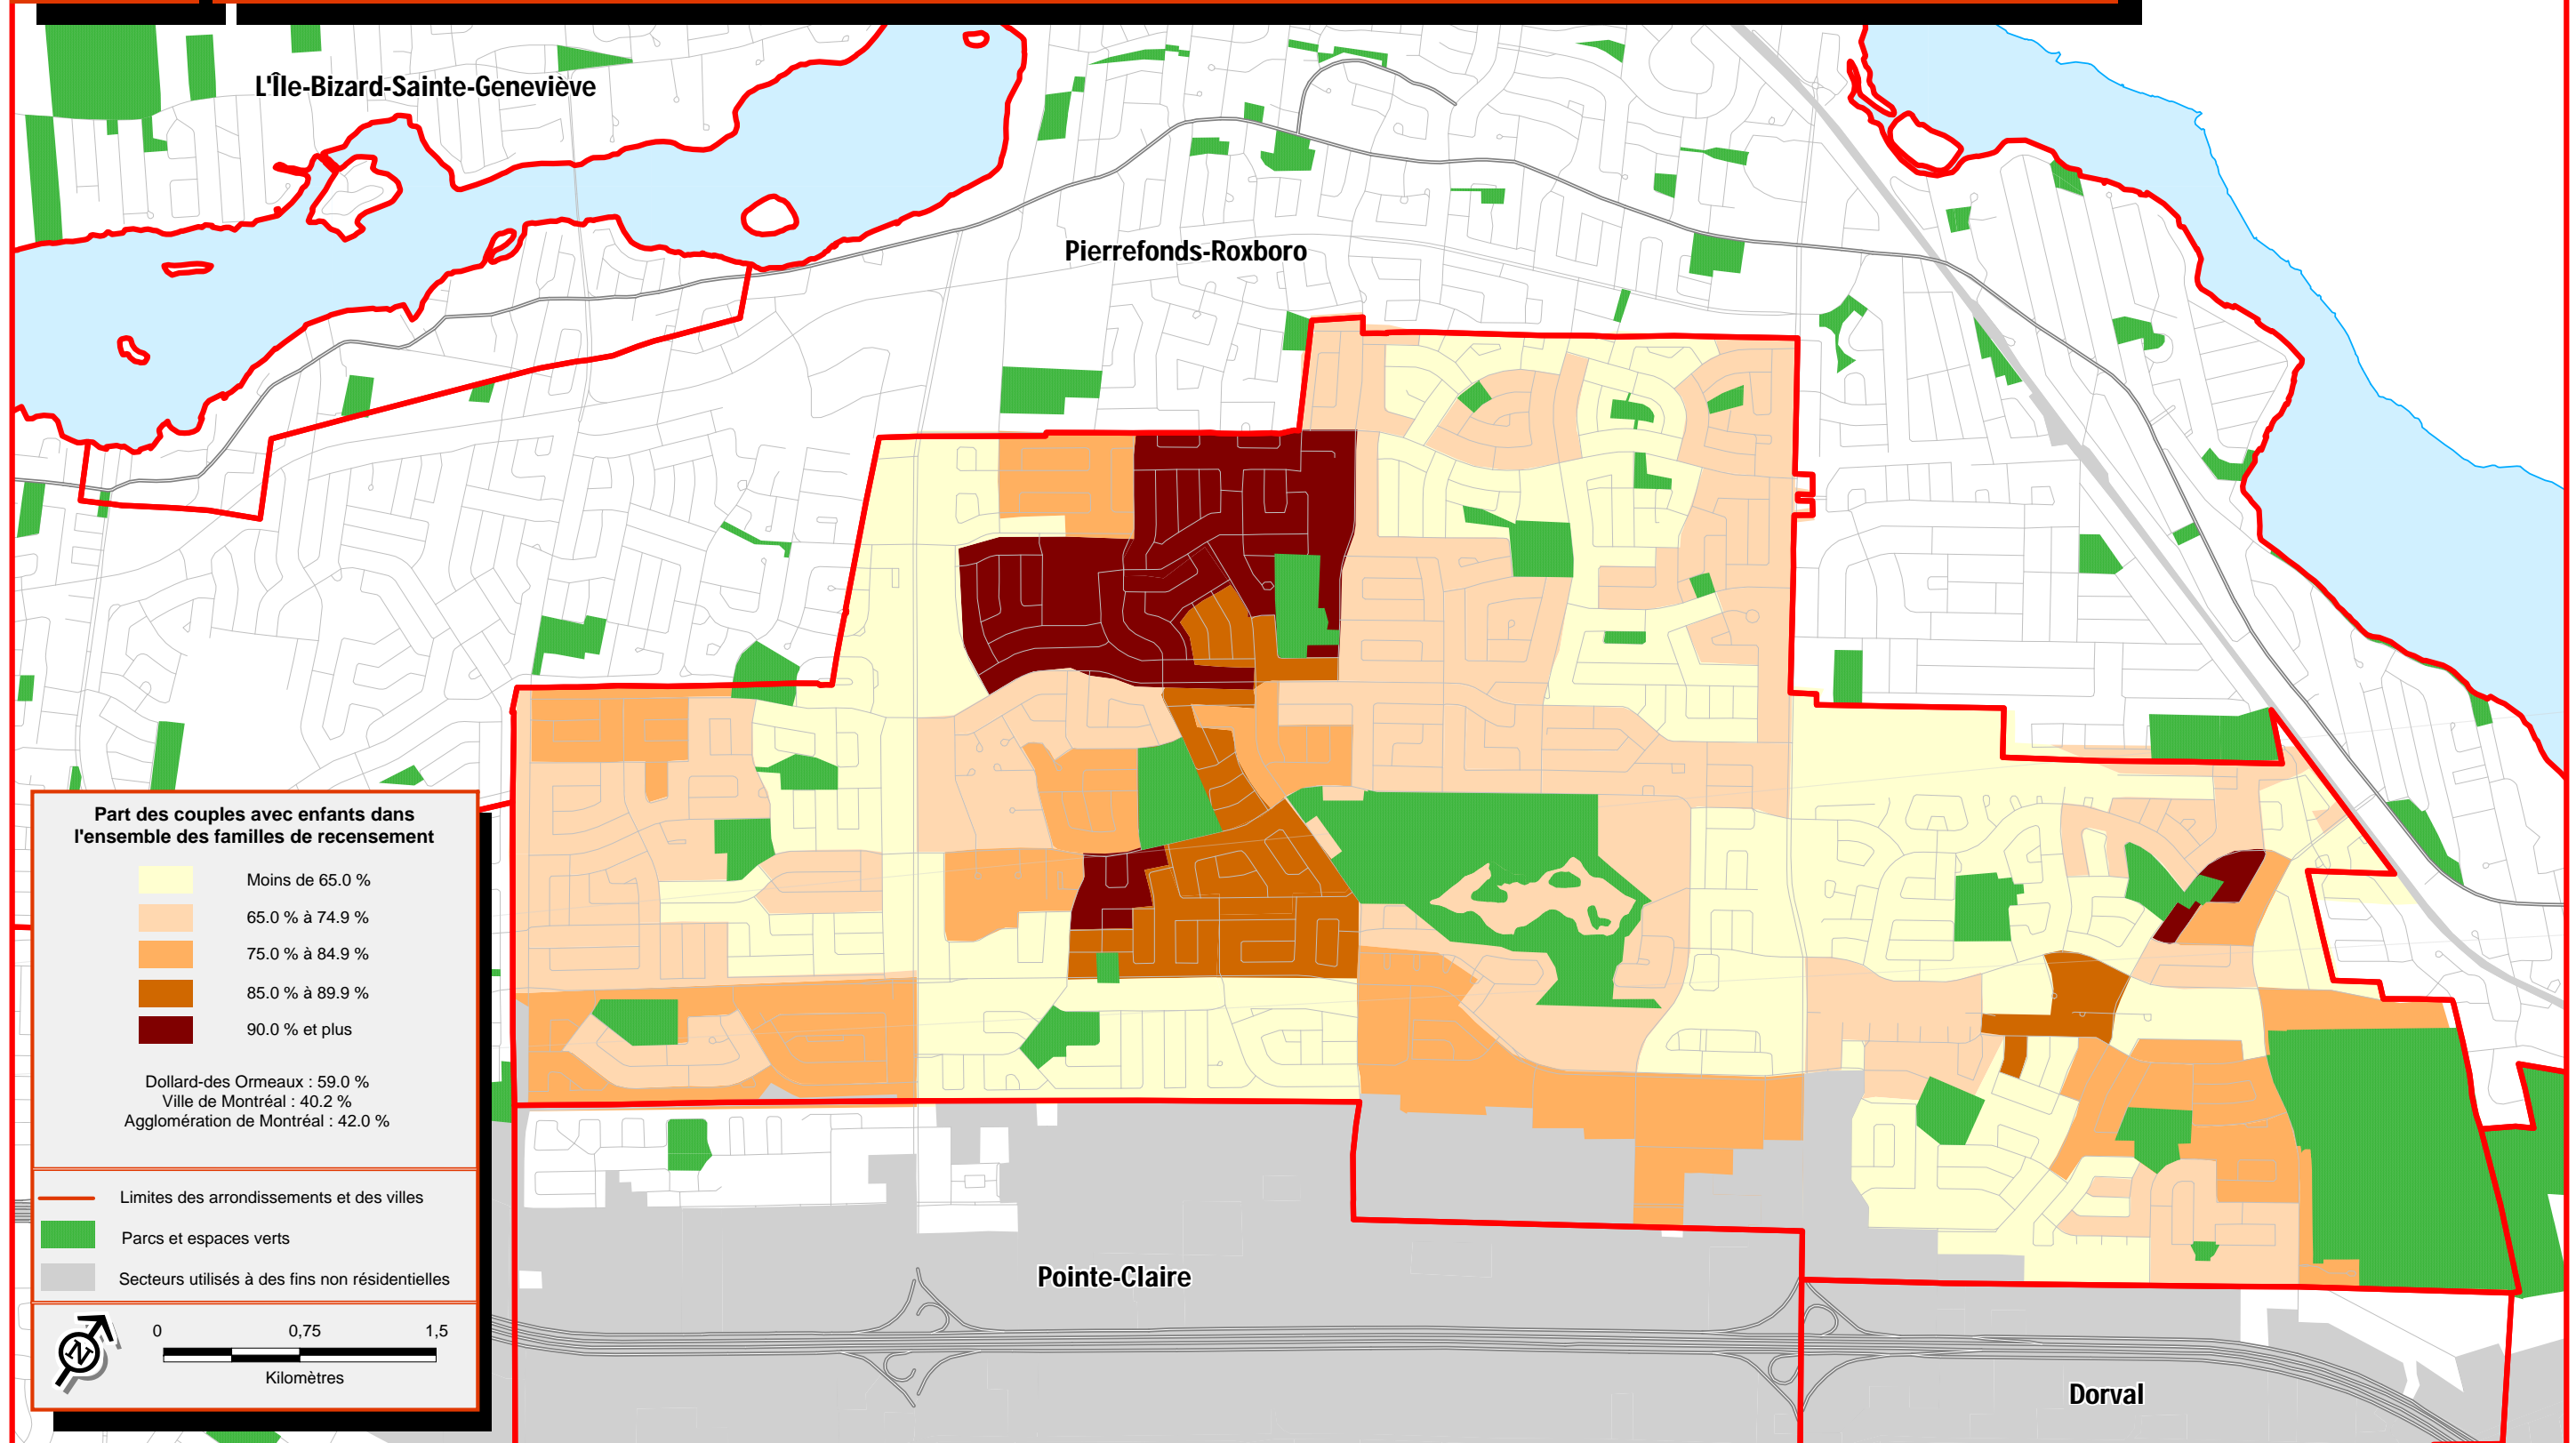 L'Île-Bizard-Sainte-Geneviève
Pierrefonds-Roxboro
Part des couples avec enfants dans
l'ensemble des familles de recensement
Moins de 65.0 %
65.0 % à 74.9 %
75.0 % à 84.9 %
85.0 % à 89.9 %
90.0 % et plus
Dollard-des Ormeaux : 59.0 %
Ville de Montréal : 40.2 %
Agglomération de Montréal : 42.0 %
Limites des arrondissements et des villes
Parcs et espaces verts
Secteurs utilisés à des fins non résidentielles
N
0 0,75 1,5
Kilomètres
Pointe-Claire
Dorval